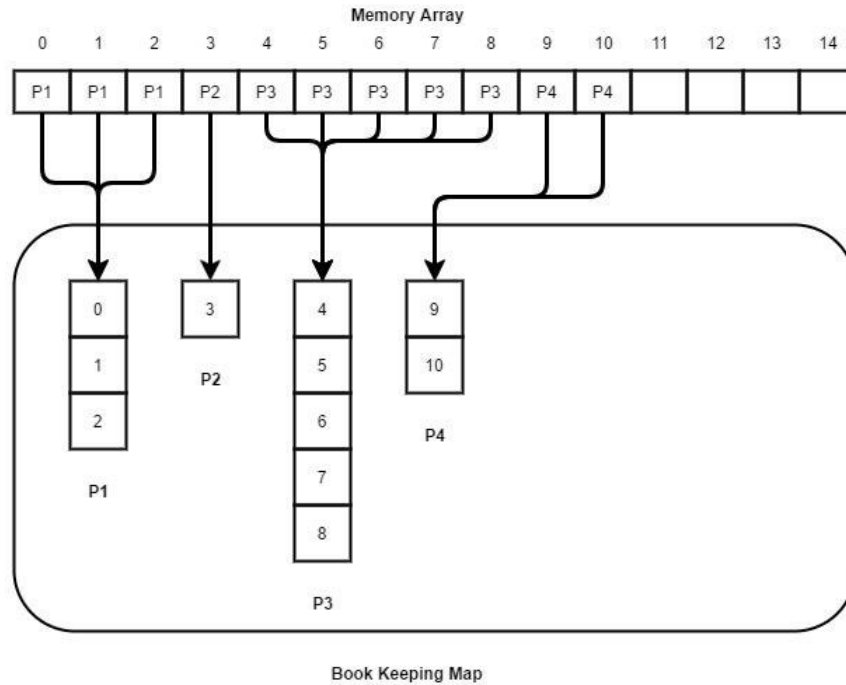 Memory Array
0 1 2 3 4 5 6 7 8 9 10 11 12 13 14
P1 P1 P1 P2 P3 P3 P3 P3 P3 P4 P4
0 3 4 9
1 5 10
P2
2 6
P4
7
P1
8
P3
Book Keeping Map